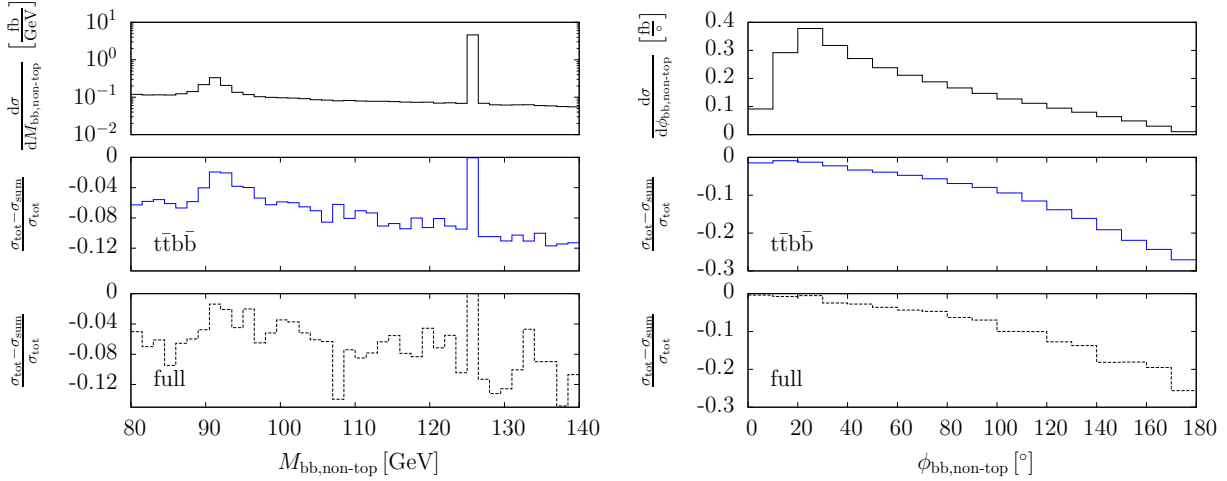 dσ/dM_bb,non-top [fb/GeV]
10^1
10^0
10^-1
10^-2
σ_tot−σ_sum/σ_tot
0
-0.04
-0.08
-0.12
tt̄bb̄
σ_tot−σ_sum/σ_tot
0
-0.04
-0.08
-0.12
full
80 90 100 110 120 130 140
M_bb,non-top [GeV]
dσ/dϕ_bb,non-top [fb/°]
0.4
0.3
0.2
0.1
0
σ_tot−σ_sum/σ_tot
0
-0.1
-0.2
-0.3
tt̄bb̄
σ_tot−σ_sum/σ_tot
0
-0.1
-0.2
-0.3
full
0 20 40 60 80 100 120 140 160 180
ϕ_bb,non-top [°]